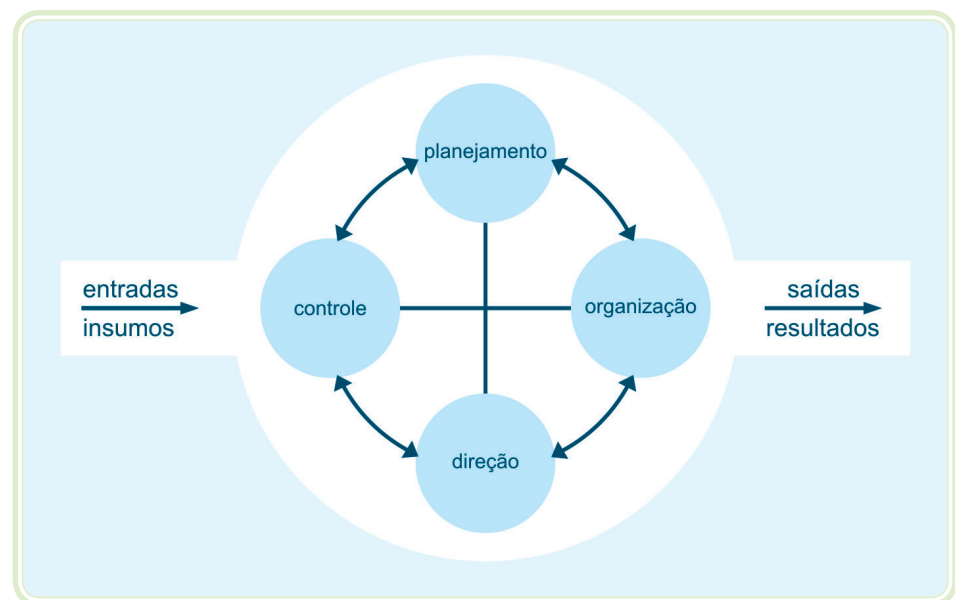 planejamento
entradas
insumos
controle
organização
saídas
resultados
direção